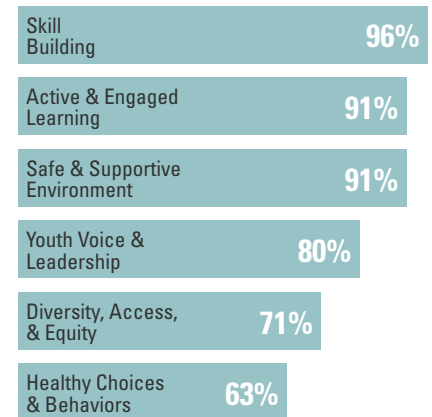 Skill
Building
96%
Active & Engaged
Learning
91%
Safe & Supportive
Environment
91%
Youth Voice &
Leadership
80%
Diversity, Access,
& Equity
71%
Healthy Choices
& Behaviors
63%